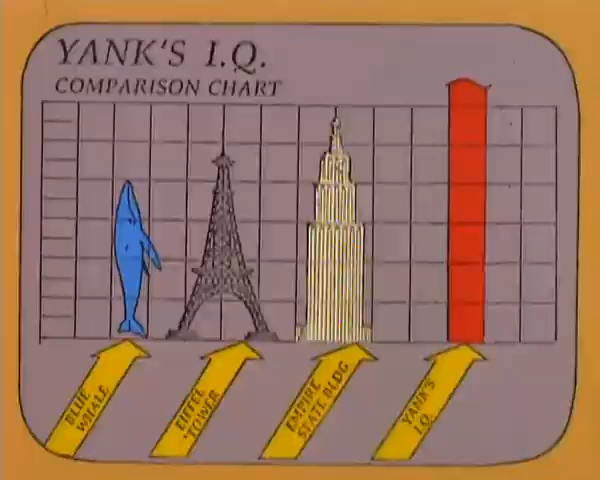 YANK'S I.Q.
COMPARISON CHART
BLUE
WHALE
EIFFEL
TOWER
EMPIRE
STATE BLDG
YANK'S
I.Q.